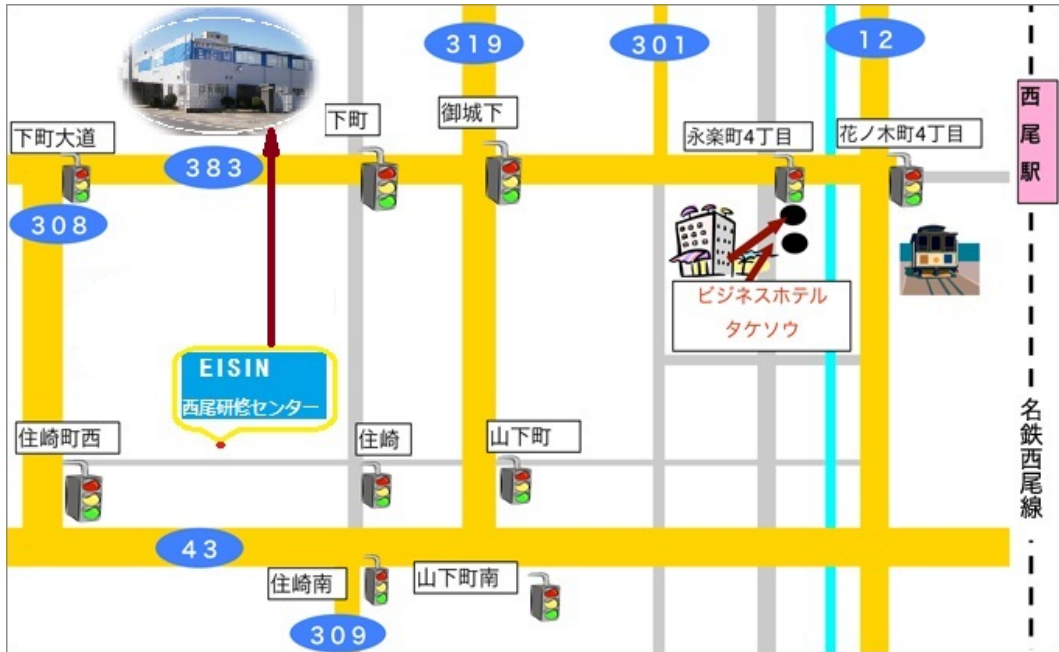 319
301
12
下町大道
下町
御城下
永楽町4丁目
花ノ木町4丁目
西尾駅
383
308
ビジネスホテル
タケソウ
EISIN
西尾研修センター
住崎町西
住崎
山下町
名鉄西尾線
43
住崎南
山下町南
309